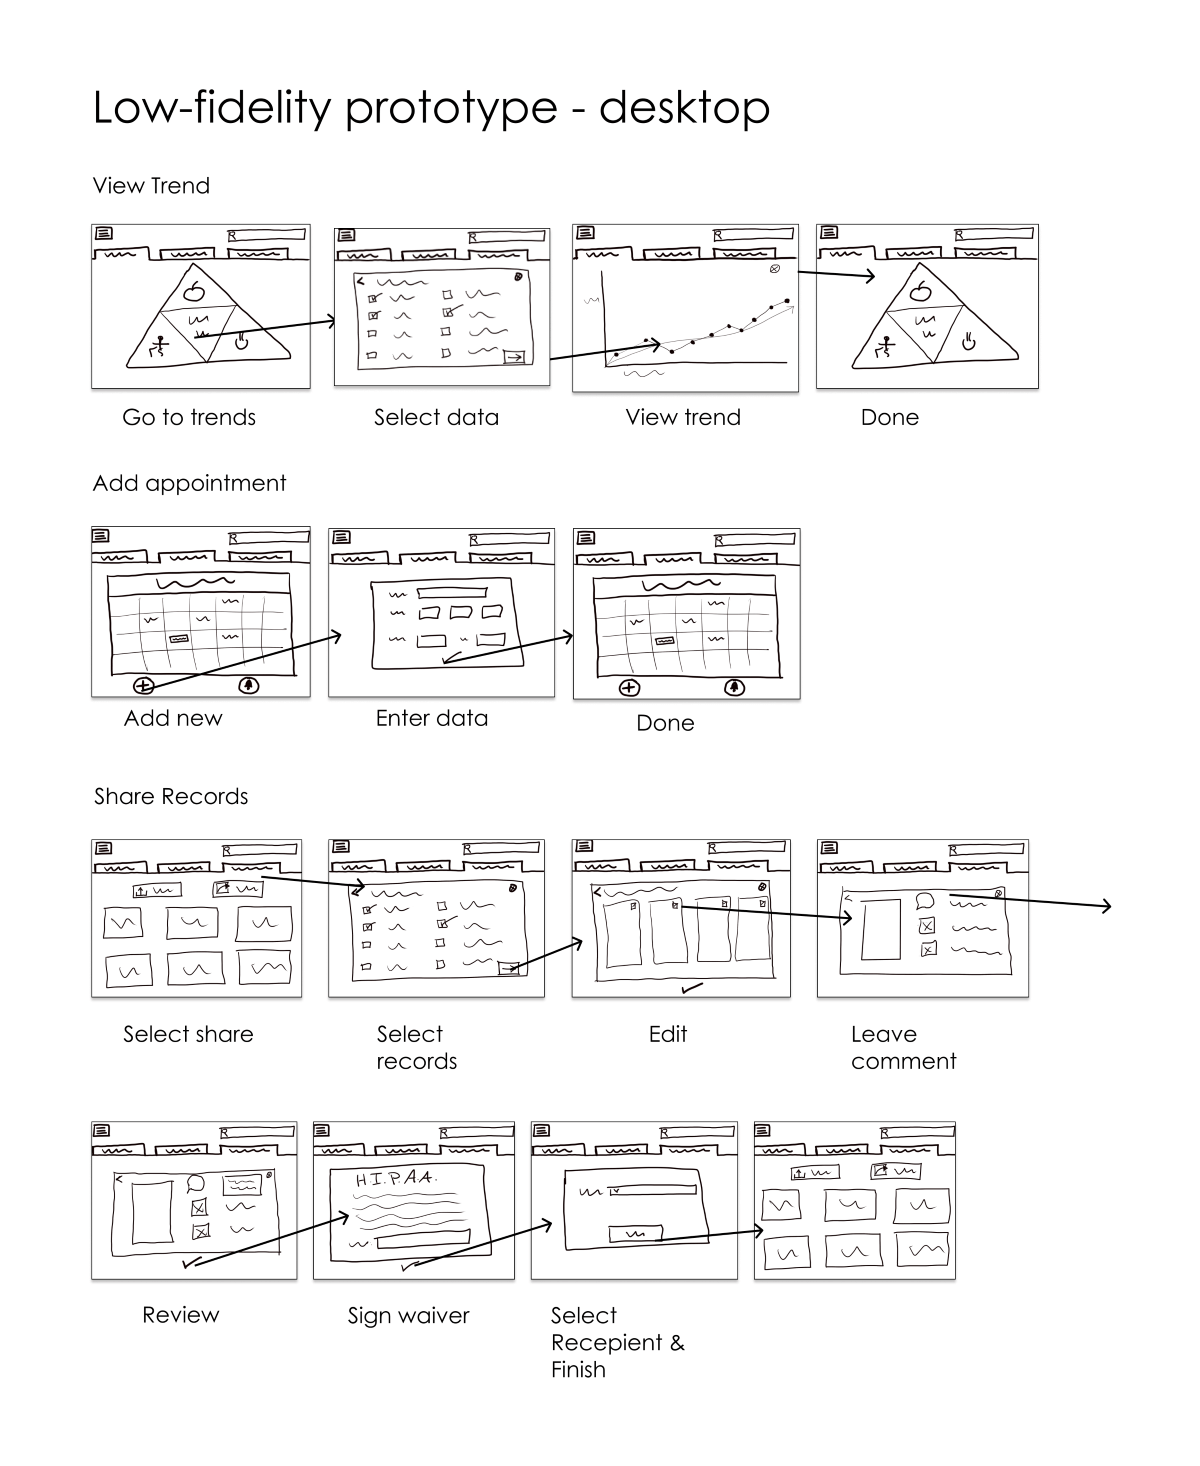 Low-fidelity prototype - desktop
View Trend
Go to trends
Select data
View trend
Done
Add appointment
Add new
Enter data
Done
Share Records
Select share
Select
records
Edit
Leave
comment
H.I.P.A.A.
Review
Sign waiver
Select
Recepient &
Finish